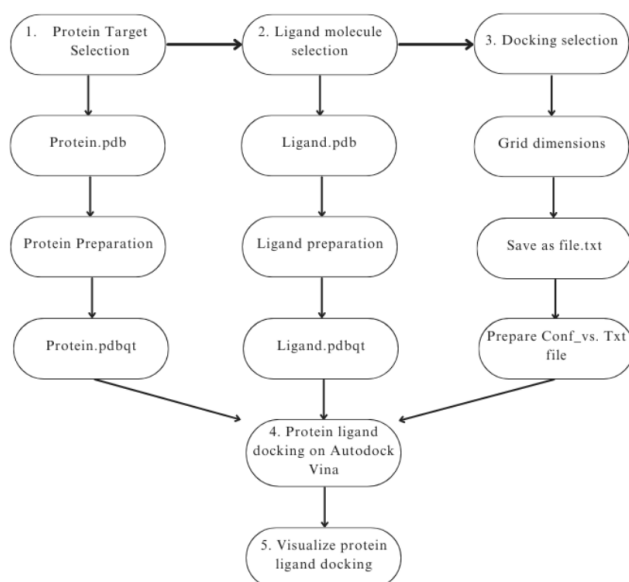 1. Protein Target
Selection
2. Ligand molecule
selection
3. Docking selection
Protein.pdb
Ligand.pdb
Grid dimensions
Protein Preparation
Ligand preparation
Save as file.txt
Protein.pdbqt
Ligand.pdbqt
Prepare Conf_vs. Txt
file
4. Protein ligand
docking on Autodock
Vina
5. Visualize protein
ligand docking